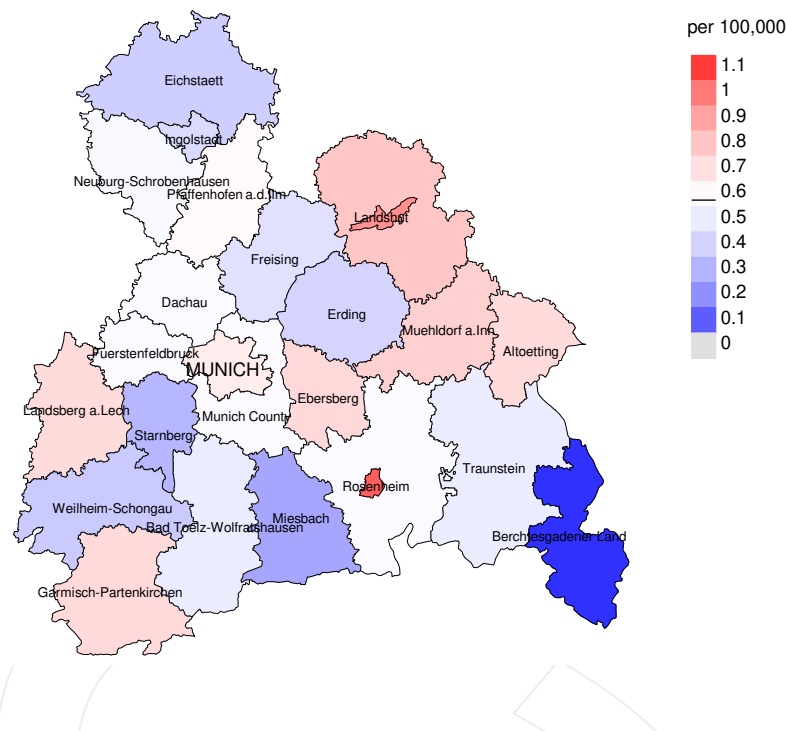 per 100,000
1.1
1
0.9
0.8
0.7
0.6
0.5
0.4
0.3
0.2
0.1
0
Eichstaett
Ingolstadt
Neuburg-Schrobenhausen
Pfaffenhofen a.d.Ilm
Landshut
Freising
Dachau
Erding
Muehldorf a.Inn
Altoetting
Fuerstenfeldbruck
MUNICH
Ebersberg
Landsberg a.Lech
Munich County
Starnberg
Traunstein
Rosenheim
Weilheim-Schongau
Miesbach
Bad Toelz-Wolfratshausen
Berchtesgadener Land
Garmisch-Partenkirchen